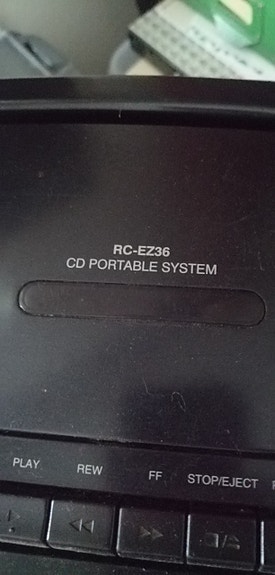 RC-EZ36
CD PORTABLE SYSTEM
PLAY REW FF STOP/EJECT